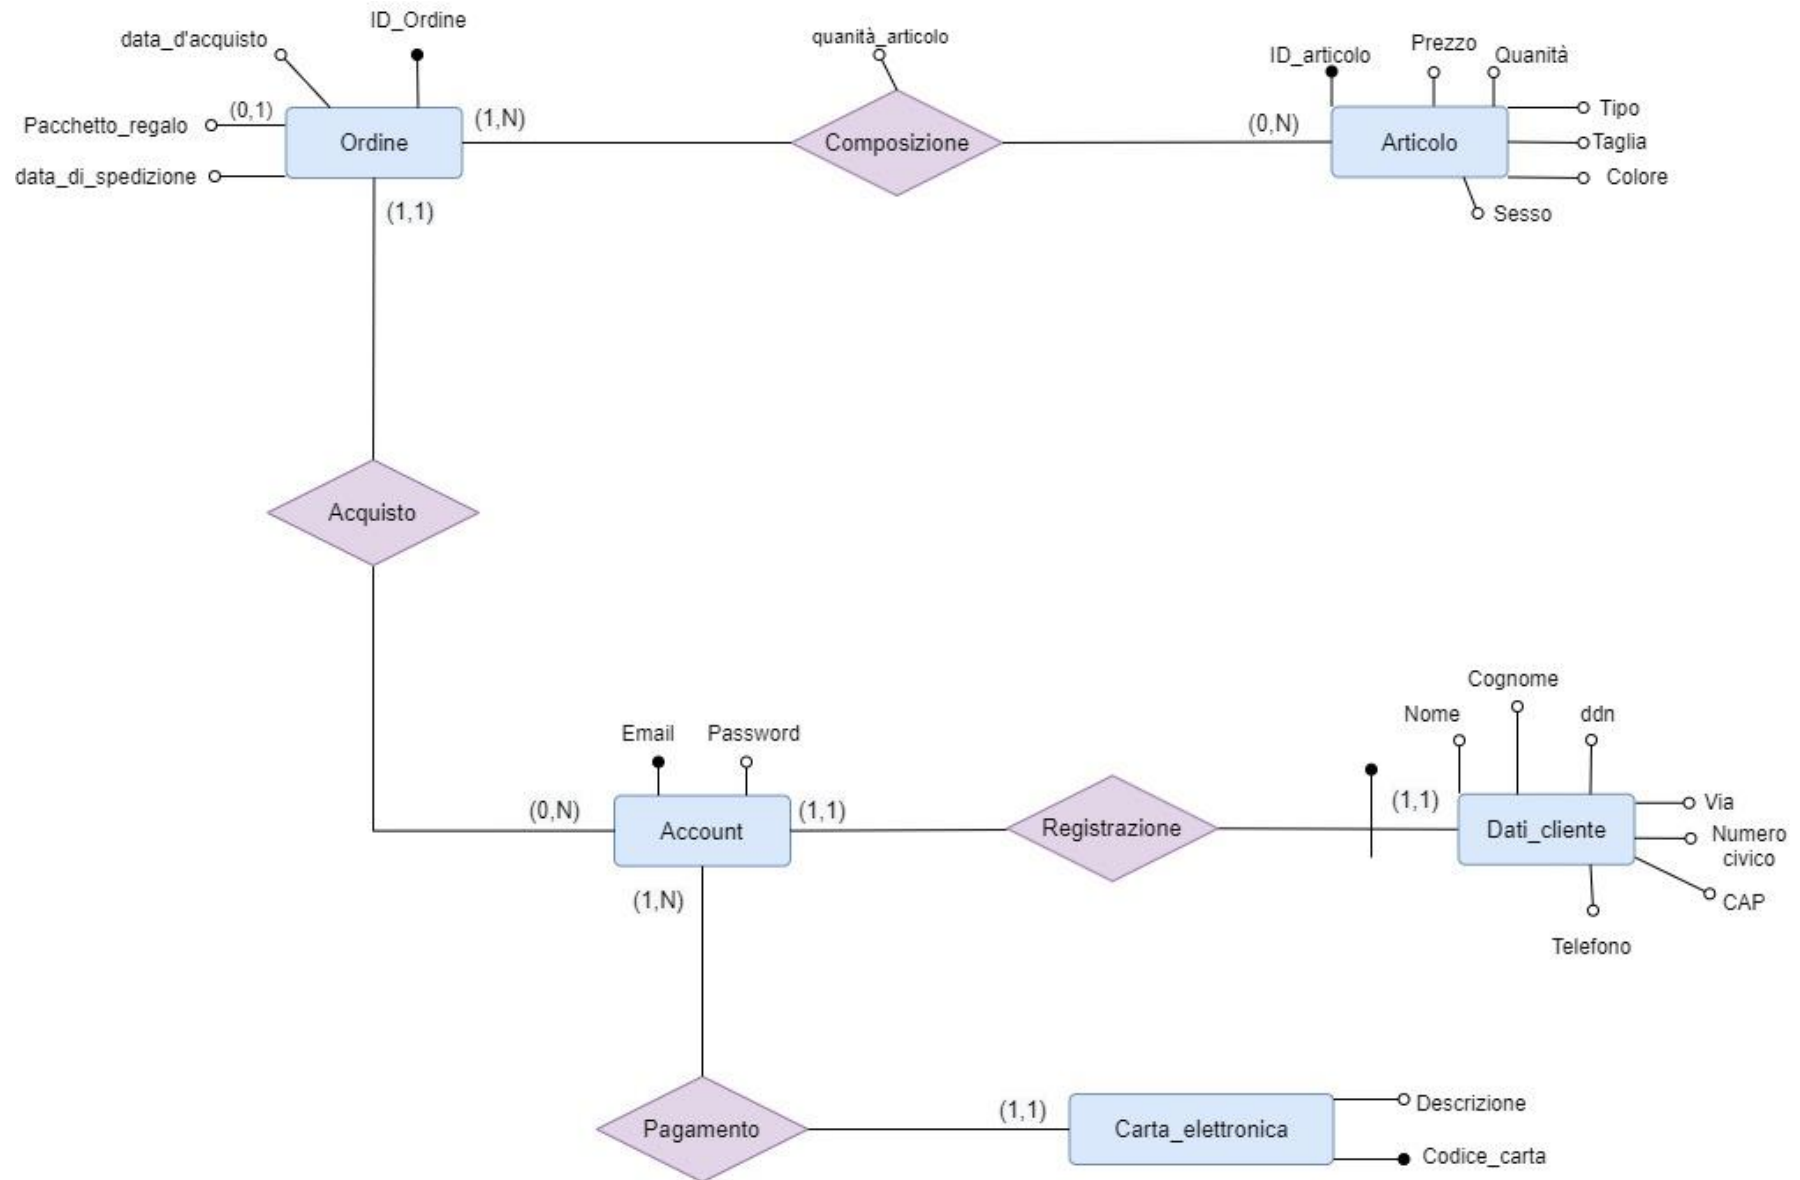 ID_Ordine
data_d'acquisto
quanità_articolo
Prezzo
ID_articolo
Quanità
(0,1)
Pacchetto_regalo
Ordine
(1,N)
Composizione
(0,N)
Articolo
Tipo
Taglia
Colore
data_di_spedizione
(1,1)
Sesso
Acquisto
Cognome
Nome
ddn
Email
Password
(0,N)
Account
(1,1)
Registrazione
(1,1)
Dati_cliente
Via
Numero
civico
CAP
(1,N)
Telefono
Pagamento
(1,1)
Carta_elettronica
Descrizione
Codice_carta